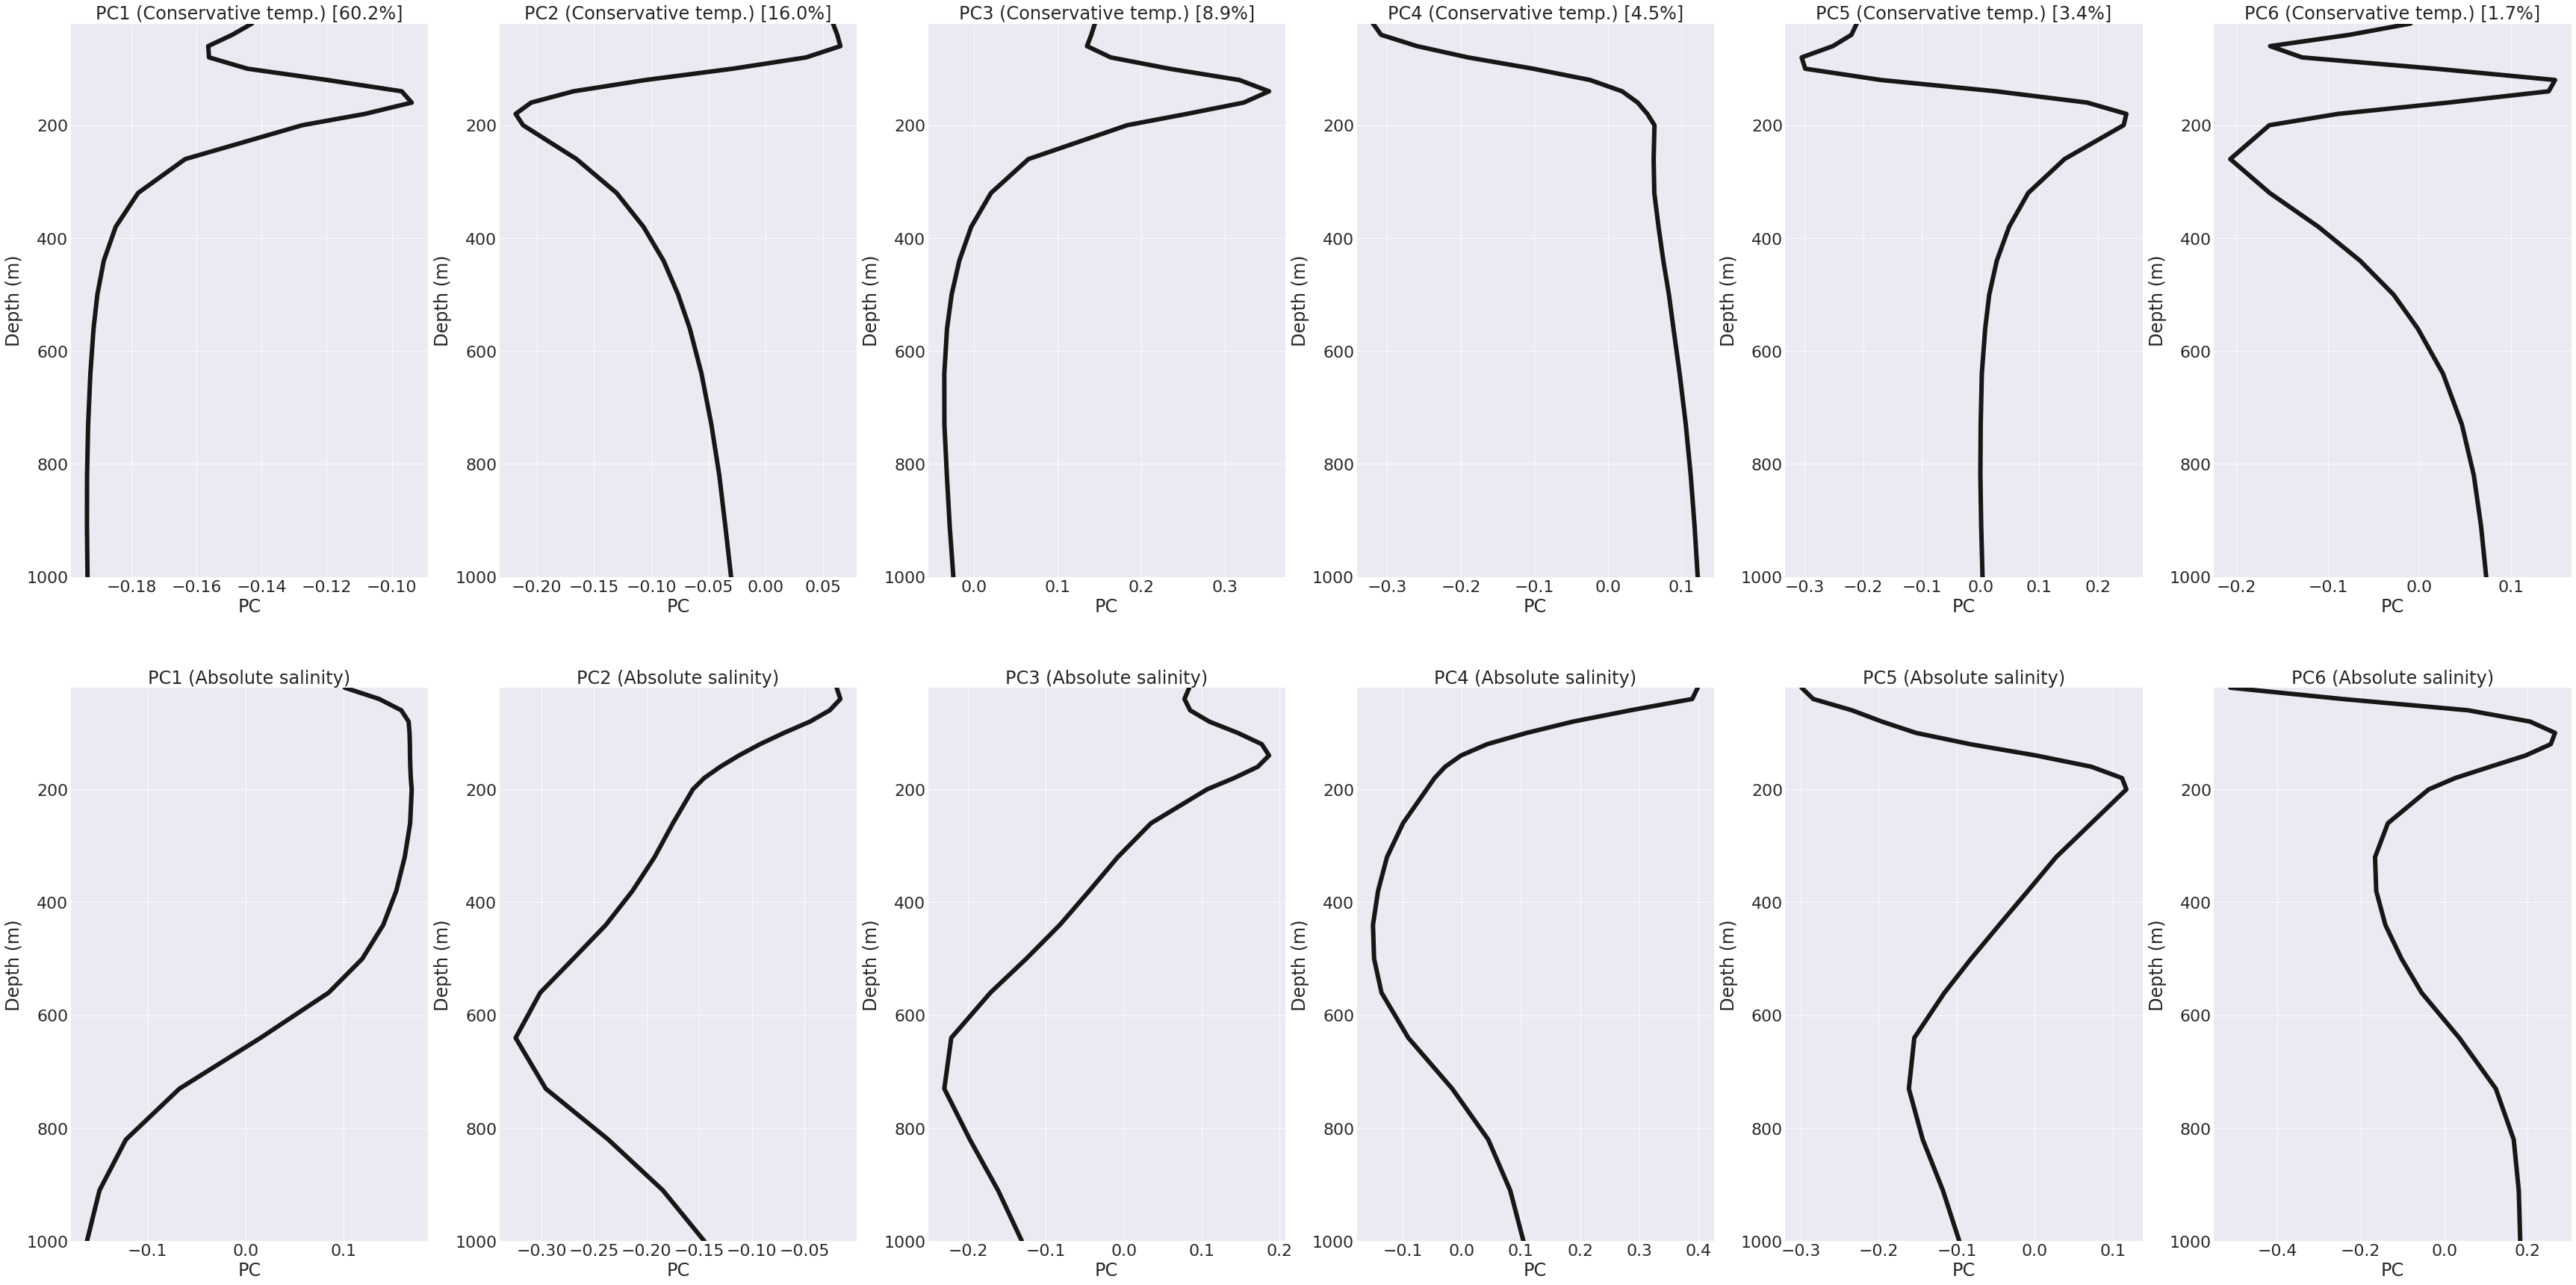 PC1 (Conservative temp.) [60.2%]
PC2 (Conservative temp.) [16.0%]
PC3 (Conservative temp.) [8.9%]
PC4 (Conservative temp.) [4.5%]
PC5 (Conservative temp.) [3.4%]
PC6 (Conservative temp.) [1.7%]
Depth (m)
200
400
600
800
1000
−0.18 −0.16 −0.14 −0.12 −0.10
PC
Depth (m)
200
400
600
800
1000
−0.20 −0.15 −0.10 −0.05 0.00 0.05
PC
Depth (m)
200
400
600
800
1000
0.0 0.1 0.2 0.3
PC
Depth (m)
200
400
600
800
1000
−0.3 −0.2 −0.1 0.0 0.1
PC
Depth (m)
200
400
600
800
1000
−0.3 −0.2 −0.1 0.0 0.1 0.2
PC
Depth (m)
200
400
600
800
1000
−0.2 −0.1 0.0 0.1
PC
PC1 (Absolute salinity)
PC2 (Absolute salinity)
PC3 (Absolute salinity)
PC4 (Absolute salinity)
PC5 (Absolute salinity)
PC6 (Absolute salinity)
Depth (m)
200
400
600
800
1000
−0.1 0.0 0.1
PC
Depth (m)
200
400
600
800
1000
−0.30 −0.25 −0.20 −0.15 −0.10 −0.05
PC
Depth (m)
200
400
600
800
1000
−0.2 −0.1 0.0 0.1 0.2
PC
Depth (m)
200
400
600
800
1000
−0.1 0.0 0.1 0.2 0.3 0.4
PC
Depth (m)
200
400
600
800
1000
−0.3 −0.2 −0.1 0.0 0.1
PC
Depth (m)
200
400
600
800
1000
−0.4 −0.2 0.0 0.2
PC